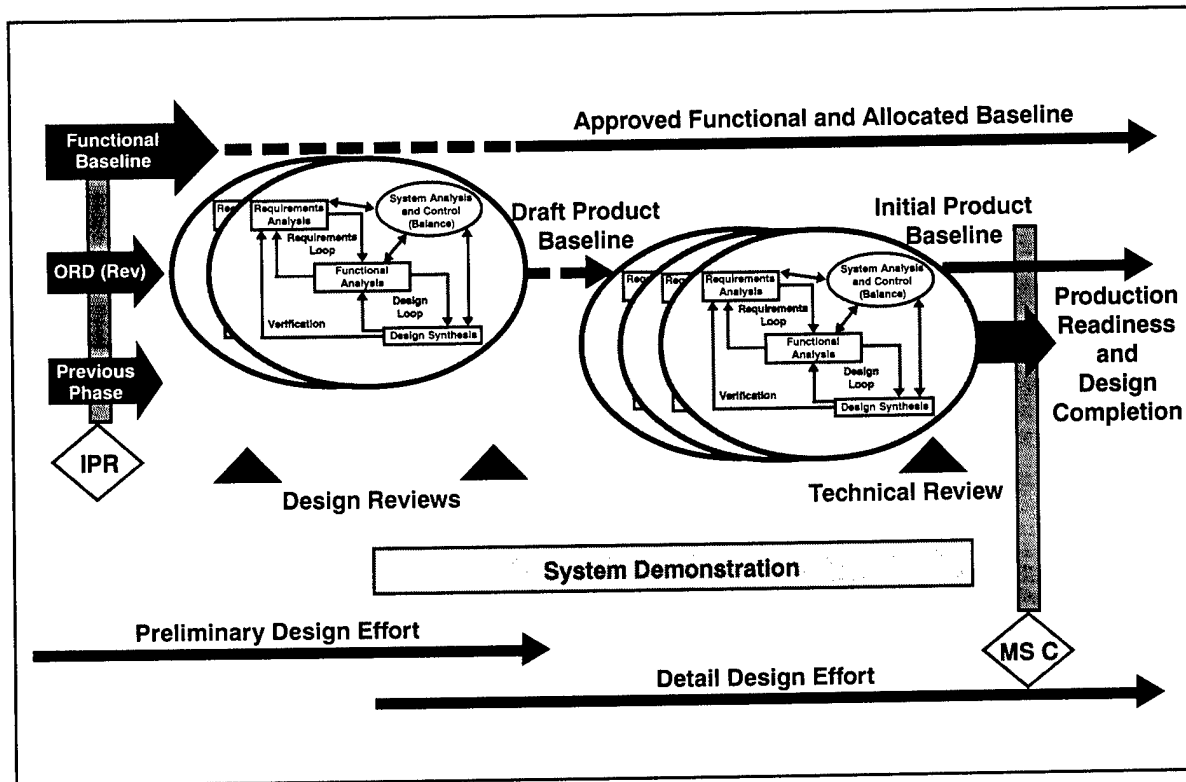 Functional
Baseline
Approved Functional and Allocated Baseline
ORD (Rev)
Previous
Phase
IPR
Req
Requirements
Analysis
System Analysis
and Control
(Balance)
Requirements
Loop
Functional
Analysis
Design
Loop
Verification
Design Synthesis
Draft Product
Baseline
Req
Req
Requirements
Analysis
System Analysis
and Control
(Balance)
Requirements
Loop
Functional
Analysis
Design
Loop
Verification
Design Synthesis
Initial Product
Baseline
Production
Readiness
and
Design
Completion
Design Reviews
Technical Review
System Demonstration
Preliminary Design Effort
MS C
Detail Design Effort